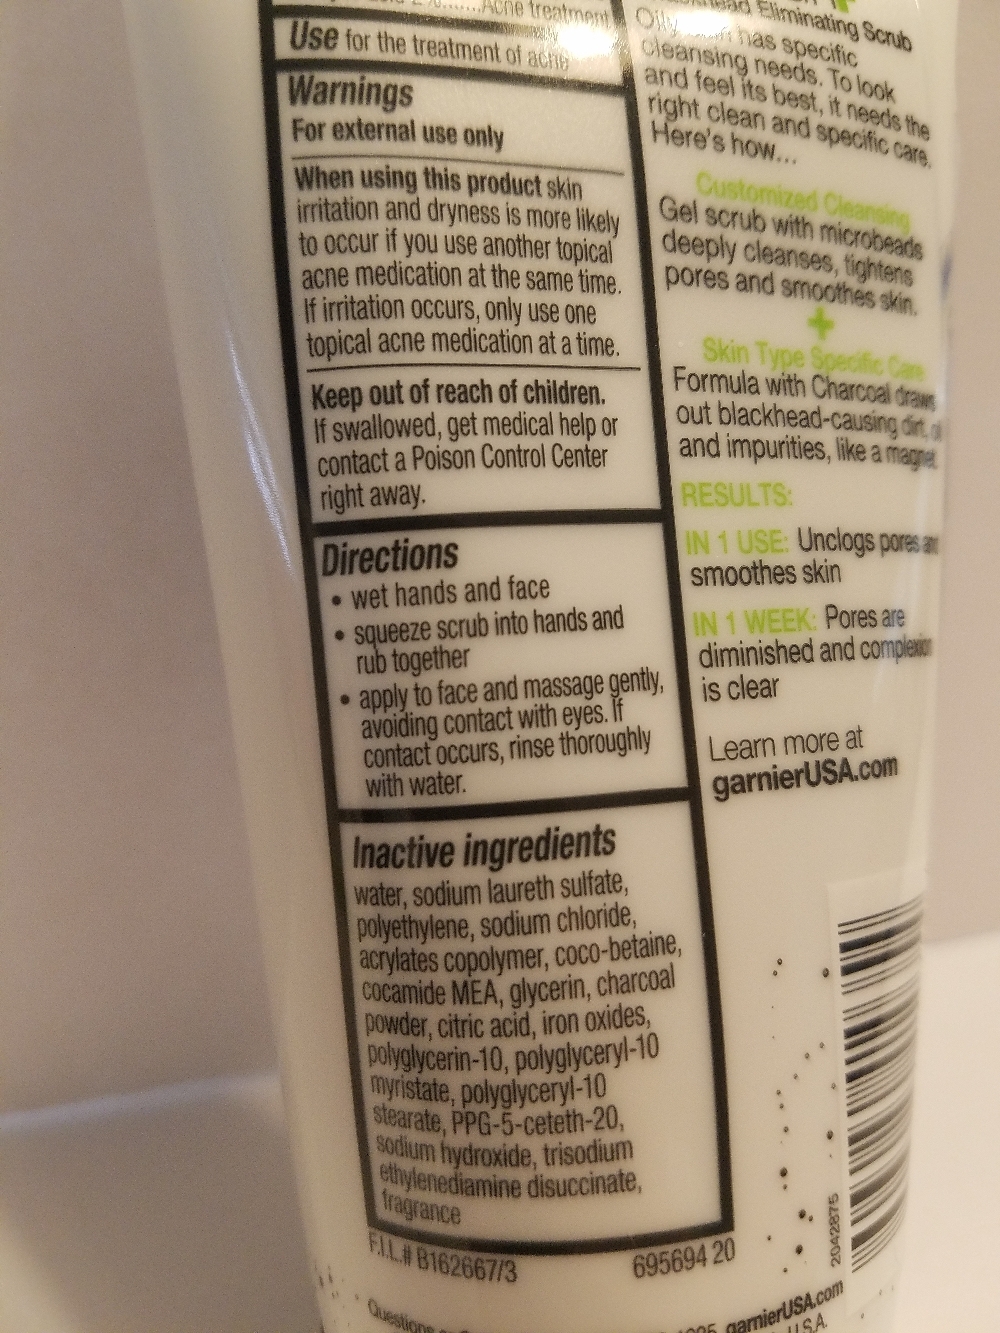 2%........Acne treatment
Use for the treatment of acne
Warnings
For external use only
When using this product skin
irritation and dryness is more likely
to occur if you use another topical
acne medication at the same time.
If irritation occurs, only use one
topical acne medication at a time.
Keep out of reach of children.
If swallowed, get medical help or
contact a Poison Control Center
right away.
Directions
• wet hands and face
• squeeze scrub into hands and
rub together
• apply to face and massage gently,
avoiding contact with eyes. If
contact occurs, rinse thoroughly
with water.
Inactive ingredients
water, sodium laureth sulfate,
polyethylene, sodium chloride,
acrylates copolymer, coco-betaine,
cocamide MEA, glycerin, charcoal
powder, citric acid, iron oxides,
polyglycerin-10, polyglyceryl-10
myristate, polyglyceryl-10
stearate, PPG-5-ceteth-20,
sodium hydroxide, trisodium
ethylenediamine disuccinate,
fragrance
F.I.L.# B162667/3
695694 20
Questions
Eliminating Scrub
Oily has specific
cleansing needs. To look
and feel its best, it needs the
right clean and specific care.
Here's how...
Customized Cleansing
Gel scrub with microbeads
deeply cleanses, tightens
pores and smoothes skin.
+
Skin Type Specific Care
Formula with Charcoal draws
out blackhead-causing dirt,
and impurities, like a magnet.
RESULTS:
IN 1 USE: Unclogs pores and
smoothes skin
IN 1 WEEK: Pores are
diminished and complexion
is clear
Learn more at
garnierUSA.com
2042875
garnierUSA.com
U.S.A.